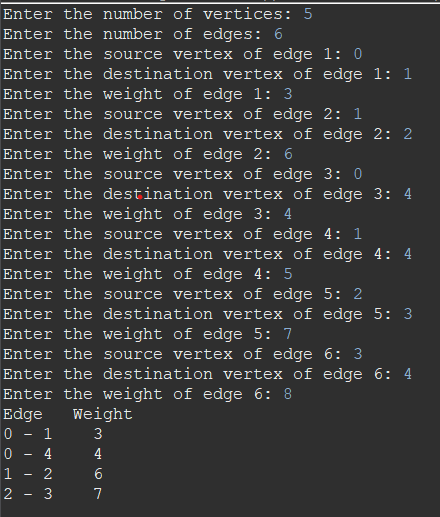 Enter the number of vertices: 5
Enter the number of edges: 6
Enter the source vertex of edge 1: 0
Enter the destination vertex of edge 1: 1
Enter the weight of edge 1: 3
Enter the source vertex of edge 2: 1
Enter the destination vertex of edge 2: 2
Enter the weight of edge 2: 6
Enter the source vertex of edge 3: 0
Enter the destination vertex of edge 3: 4
Enter the weight of edge 3: 4
Enter the source vertex of edge 4: 1
Enter the destination vertex of edge 4: 4
Enter the weight of edge 4: 5
Enter the source vertex of edge 5: 2
Enter the destination vertex of edge 5: 3
Enter the weight of edge 5: 7
Enter the source vertex of edge 6: 3
Enter the destination vertex of edge 6: 4
Enter the weight of edge 6: 8
Edge   Weight
0 - 1    3
0 - 4    4
1 - 2    6
2 - 3    7